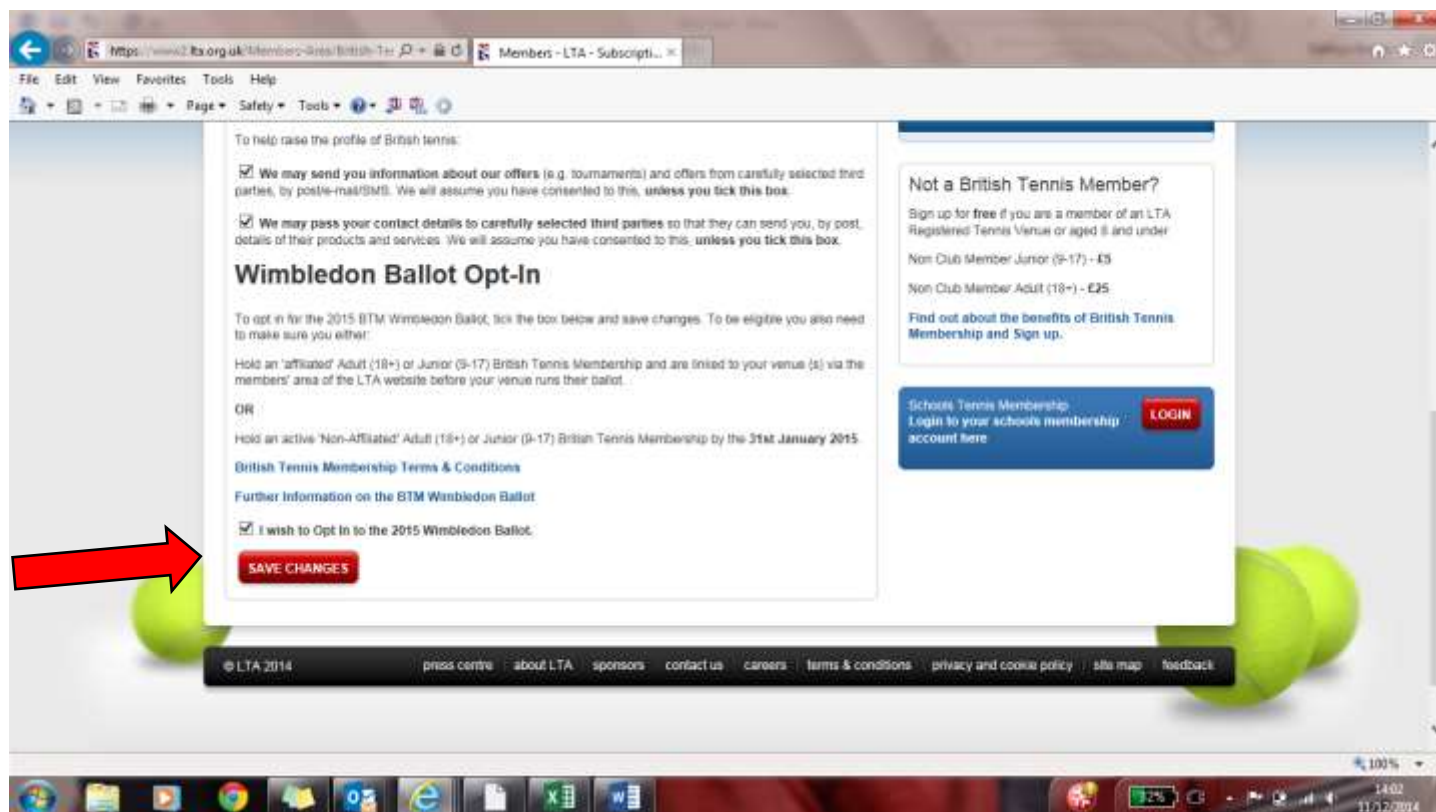 https://www2.lta.org.uk/Members-Area/British-Te
Members - LTA - Subscripti...
File Edit View Favorites Tools Help
Page Safety Tools
To help raise the profile of British tennis:
We may send you information about our offers (e.g. tournaments) and offers from carefully selected third
parties, by post/e-mail/SMS. We will assume you have consented to this, unless you tick this box.
We may pass your contact details to carefully selected third parties so that they can send you, by post,
details of their products and services. We will assume you have consented to this, unless you tick this box.
Wimbledon Ballot Opt-In
To opt in for the 2015 BTM Wimbledon Ballot, tick the box below and save changes. To be eligible you also need
to make sure you either:
Hold an 'affiliated' Adult (18+) or Junior (9-17) British Tennis Membership and are linked to your venue (s) via the
members' area of the LTA website before your venue runs their ballot.
OR
Hold an active 'Non-Affiliated' Adult (18+) or Junior (9-17) British Tennis Membership by the 31st January 2015.
British Tennis Membership Terms & Conditions
Further Information on the BTM Wimbledon Ballot
I wish to Opt In to the 2015 Wimbledon Ballot.
SAVE CHANGES
Not a British Tennis Member?
Sign up for free if you are a member of an LTA
Registered Tennis Venue or aged 8 and under
Non Club Member Junior (9-17) - £5
Non Club Member Adult (18+) - £25
Find out about the benefits of British Tennis
Membership and Sign up.
Schools Tennis Membership
Login to your schools membership
account here
LOGIN
© LTA 2014 press centre about LTA sponsors contact us careers terms & conditions privacy and cookie policy site map feedback
100%
32%
14:02
11/12/2014